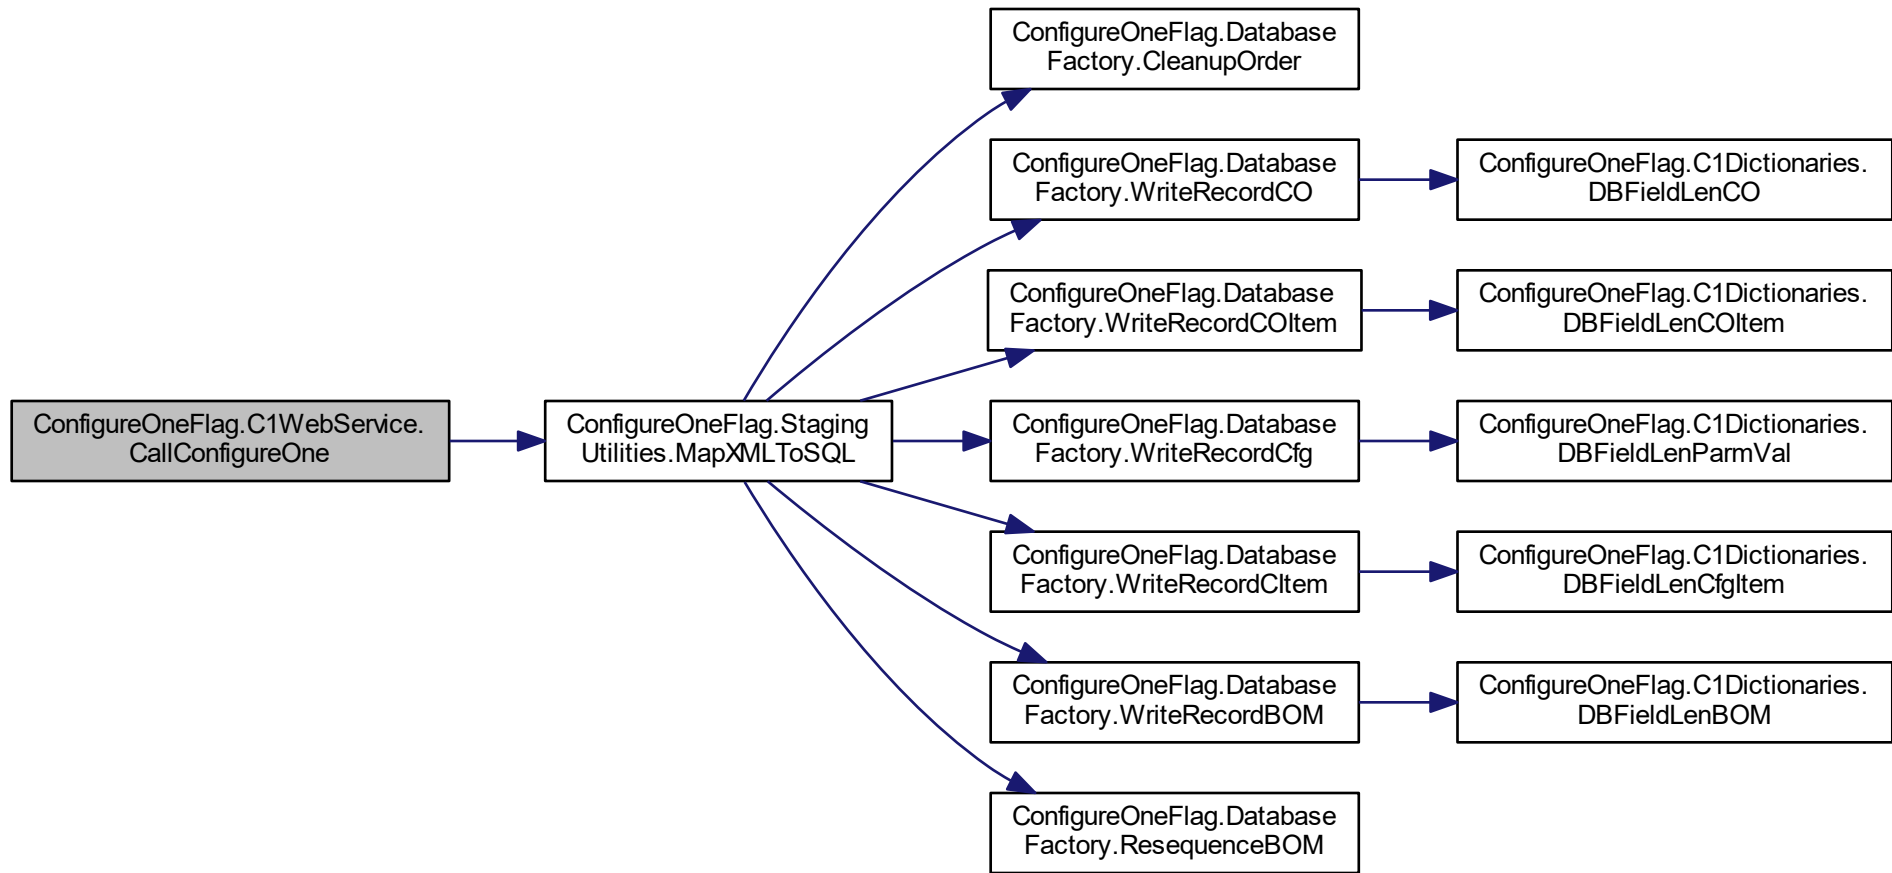 ConfigureOneFlag.Database
Factory.CleanupOrder
ConfigureOneFlag.Database
Factory.WriteRecordCO
ConfigureOneFlag.C1Dictionaries.
DBFieldLenCO
ConfigureOneFlag.Database
Factory.WriteRecordCOItem
ConfigureOneFlag.C1Dictionaries.
DBFieldLenCOItem
ConfigureOneFlag.C1WebService.
CallConfigureOne
ConfigureOneFlag.Staging
Utilities.MapXMLToSQL
ConfigureOneFlag.Database
Factory.WriteRecordCfg
ConfigureOneFlag.C1Dictionaries.
DBFieldLenParmVal
ConfigureOneFlag.Database
Factory.WriteRecordCItem
ConfigureOneFlag.C1Dictionaries.
DBFieldLenCfgItem
ConfigureOneFlag.Database
Factory.WriteRecordBOM
ConfigureOneFlag.C1Dictionaries.
DBFieldLenBOM
ConfigureOneFlag.Database
Factory.ResequenceBOM